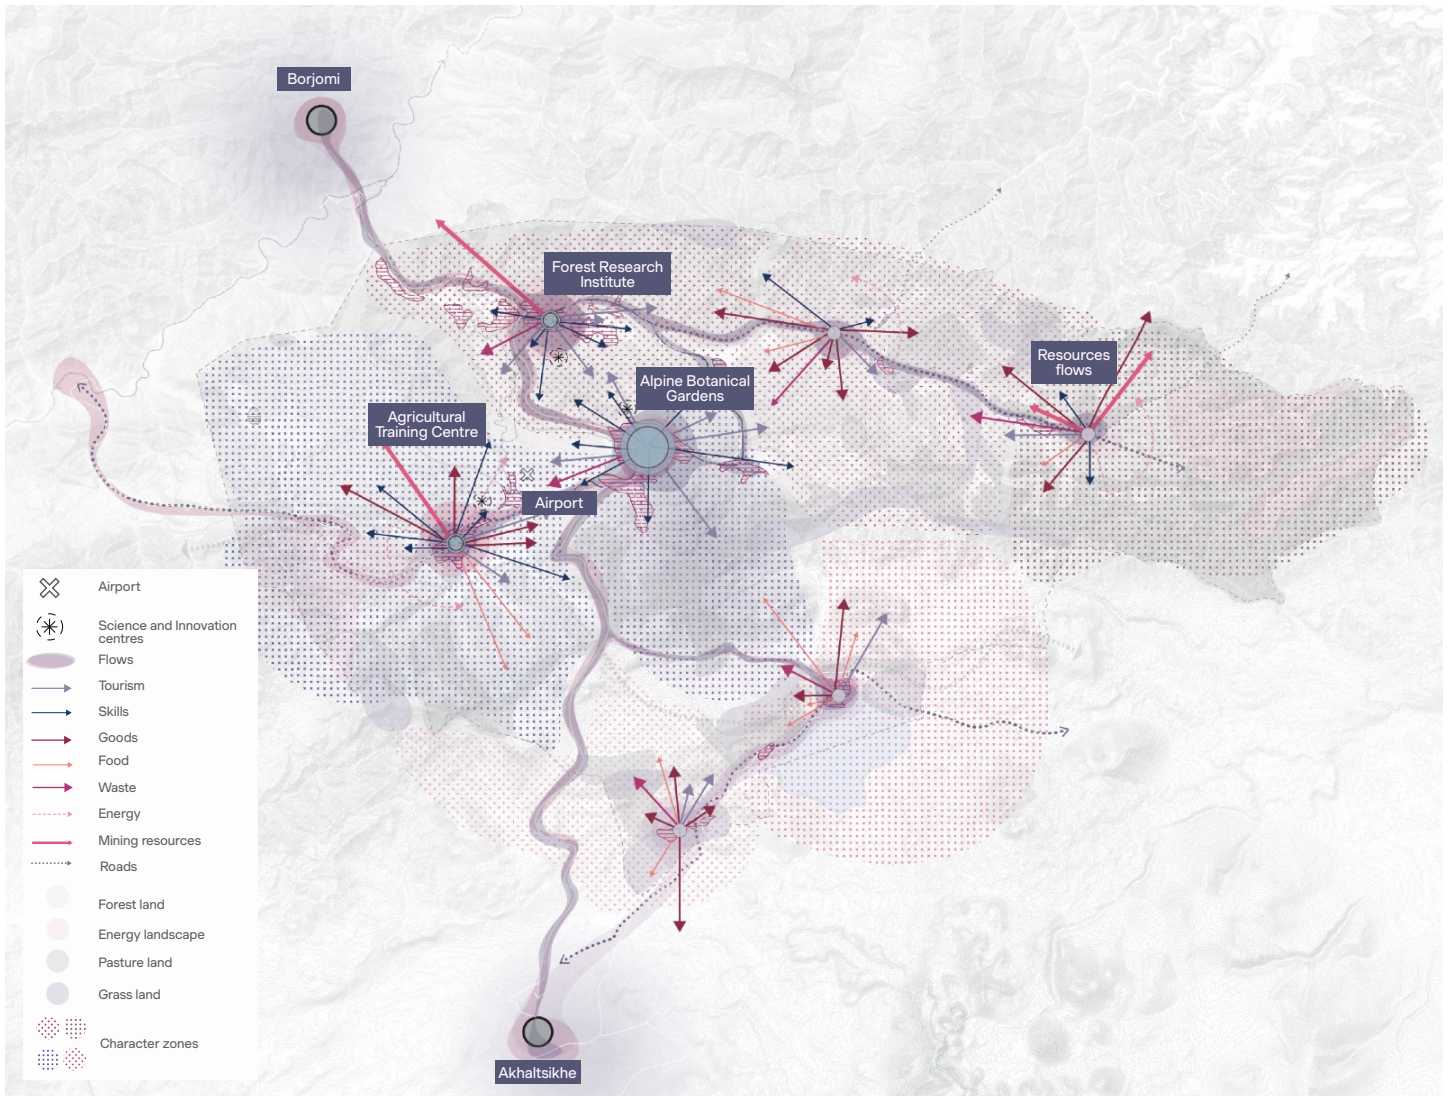 Borjomi
Forest Research
Institute
Resources
flows
Alpine Botanical
Gardens
Agricultural
Training Centre
Airport
Airport
Science and Innovation
centres
Flows
Tourism
Skills
Goods
Food
Waste
Energy
Mining resources
Roads
Forest land
Energy landscape
Pasture land
Grass land
Character zones
Akhaltsikhe